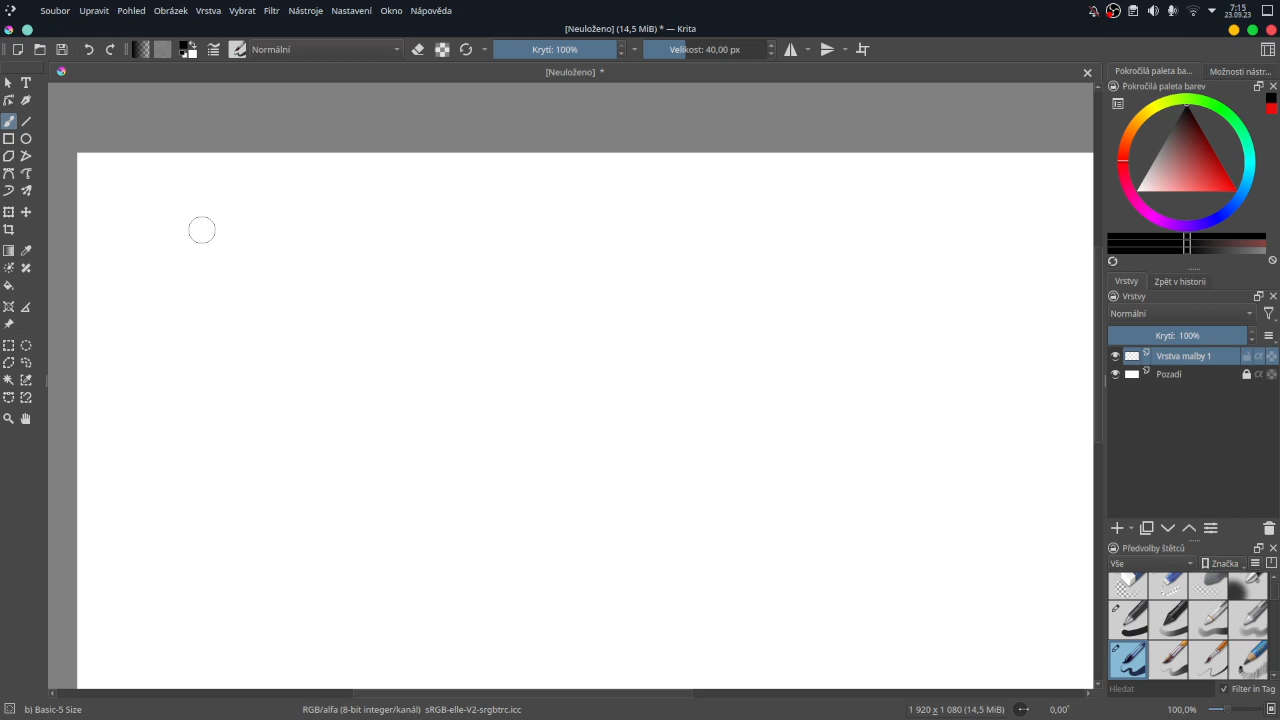 Soubor Upravit Pohled Obrázek Vrstva Vybrat Filtr Nástroje Nastavení Okno Nápověda
7:15
23.09.23
[Neuloženo] (14,5 MiB) * — Krita
Normální
Krytí: 100%
Velikost: 40,00 px
[Neuloženo] *
Pokročilá paleta ba...
Možnosti nástr...
Pokročilá paleta barev
Vrstvy
Zpět v historii
Vrstvy
Normální
Krytí: 100%
Vrstva malby 1
Pozadí
Předvolby štětců
Vše
Značka
Hledat
Filter in Tag
b) Basic-5 Size
RGB/alfa (8-bit integer/kanál) sRGB-elle-V2-srgbtrc.icc
1 920 x 1 080 (14,5 MiB)
0,00°
100,0%